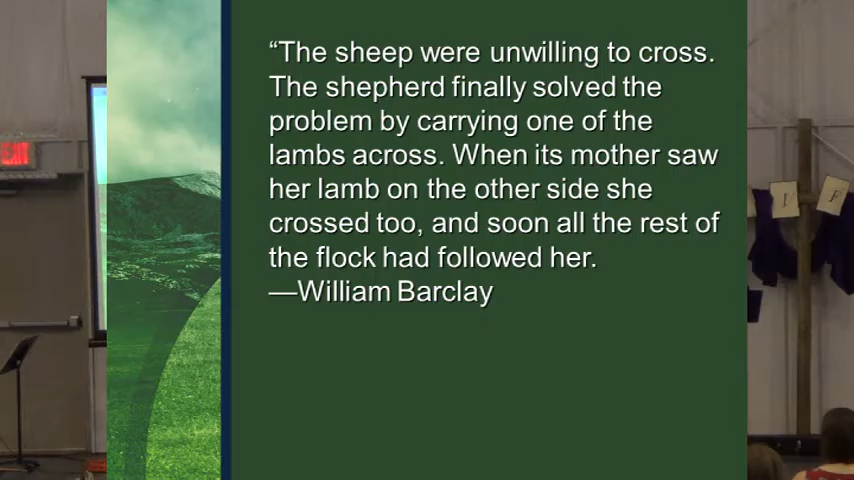 “The sheep were unwilling to cross.
The shepherd finally solved the
problem by carrying one of the
lambs across. When its mother saw
her lamb on the other side she
crossed too, and soon all the rest of
the flock had followed her.
—William Barclay
EXIT
V
F